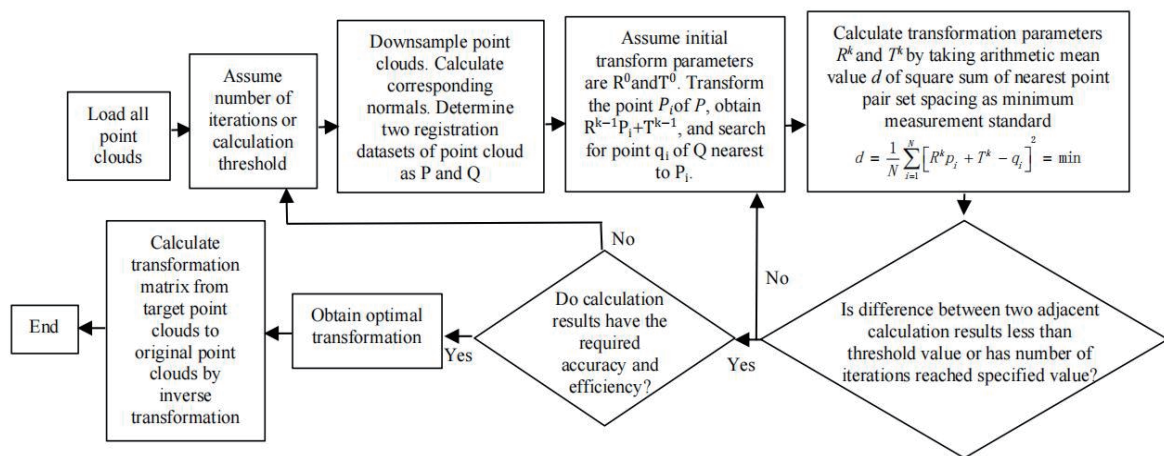 Load all
point
clouds
Assume
number of
iterations or
calculation
threshold
Downsample point
clouds. Calculate
corresponding
normals. Determine
two registration
datasets of point cloud
as P and Q
Assume initial
transform parameters
are R⁰andT⁰. Transform
the point Pᵢ of P, obtain
Rᵏ⁻¹Pᵢ+Tᵏ⁻¹, and search
for point qᵢ of Q nearest
to Pᵢ.
Calculate transformation parameters
Rᵏ and Tᵏ by taking arithmetic mean
value d of square sum of nearest point
pair set spacing as minimum
measurement standard
d = 1/N ∑ᵢ₌₁ᴺ [Rᵏpᵢ + Tᵏ − qᵢ]² = min
Is difference between two adjacent
calculation results less than
threshold value or has number of
iterations reached specified value?
No
Yes
Do calculation
results have the
required
accuracy and
efficiency?
No
Yes
Obtain optimal
transformation
Calculate
transformation
matrix from
target point
clouds to
original point
clouds by
inverse
transformation
End